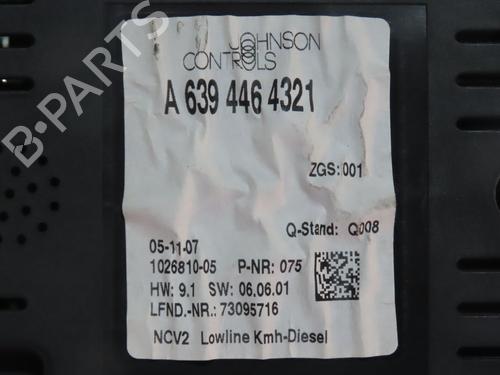 JOHNSON
CONTROLS
A 639 446 4321
ZGS:001
Q-Stand: Q008
05-11-07
1026810-05 P-NR: 075
HW: 9.1 SW: 06.06.01
LFND.-NR.: 73095716
NCV2 Lowline Kmh-Diesel
B-PARTS